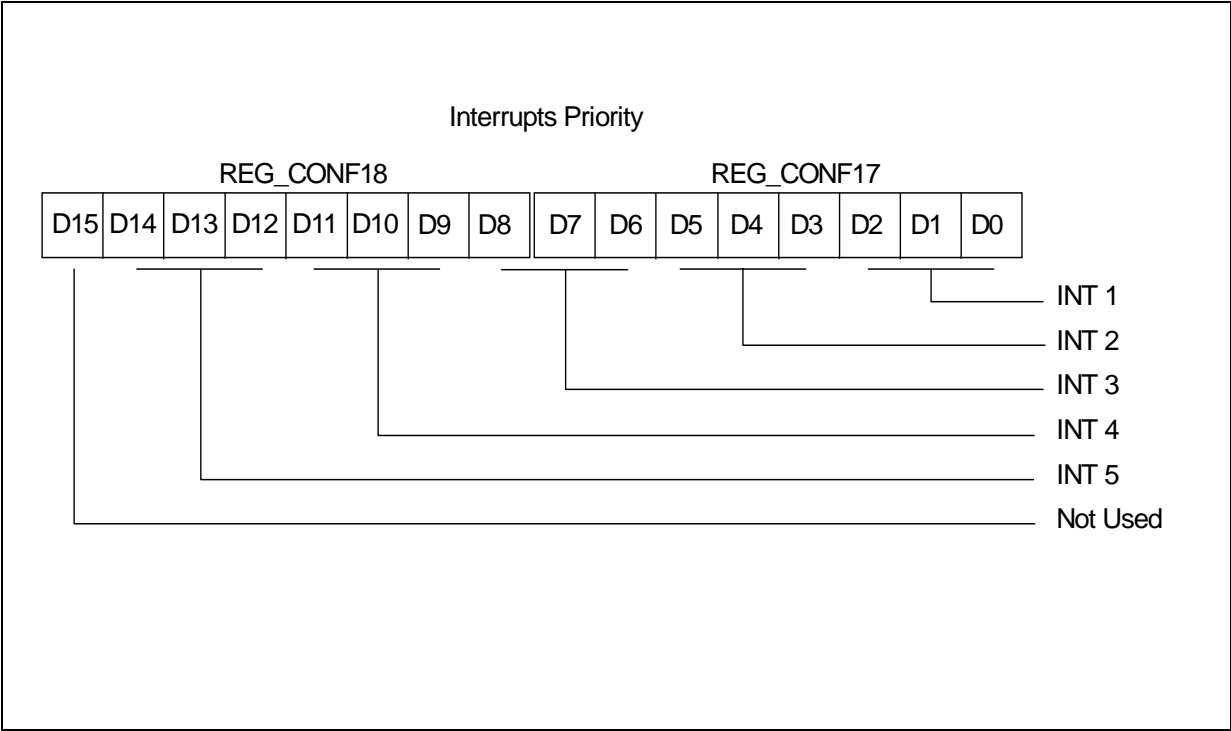 Interrupts Priority
REG_CONF18 REG_CONF17
D15 D14 D13 D12 D11 D10 D9 D8 D7 D6 D5 D4 D3 D2 D1 D0
INT 1
INT 2
INT 3
INT 4
INT 5
Not Used